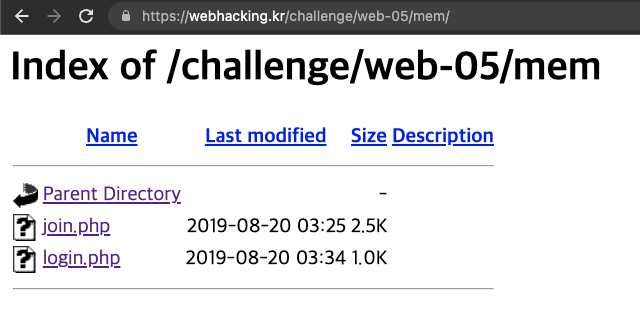 https://webhacking.kr/challenge/web-05/mem/
Index of /challenge/web-05/mem
Name Last modified Size Description
Parent Directory -
join.php 2019-08-20 03:25 2.5K
login.php 2019-08-20 03:34 1.0K